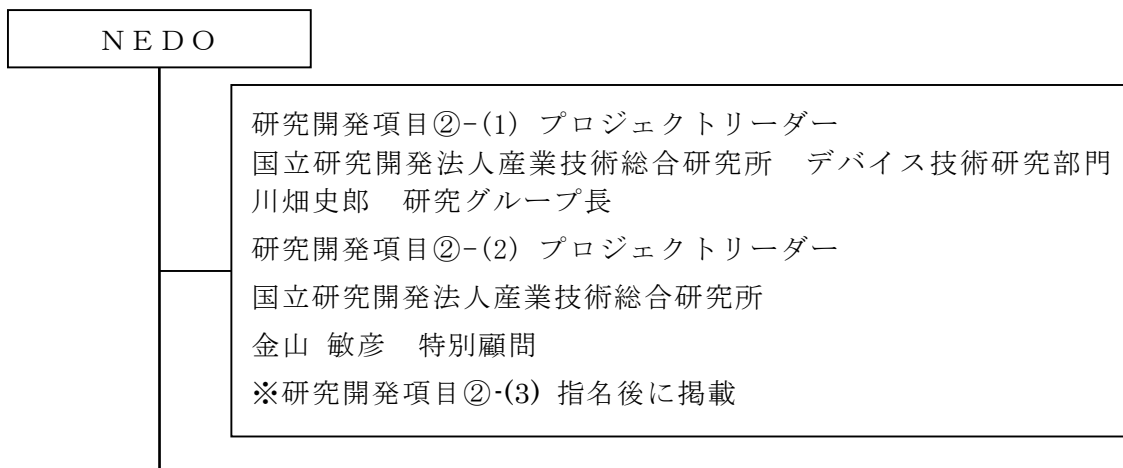 NEDO
研究開発項目②-(1) プロジェクトリーダー
国立研究開発法人産業技術総合研究所　デバイス技術研究部門
川畑史郎　研究グループ長
研究開発項目②-(2) プロジェクトリーダー
国立研究開発法人産業技術総合研究所
金山 敏彦　特別顧問
※研究開発項目②-(3) 指名後に掲載